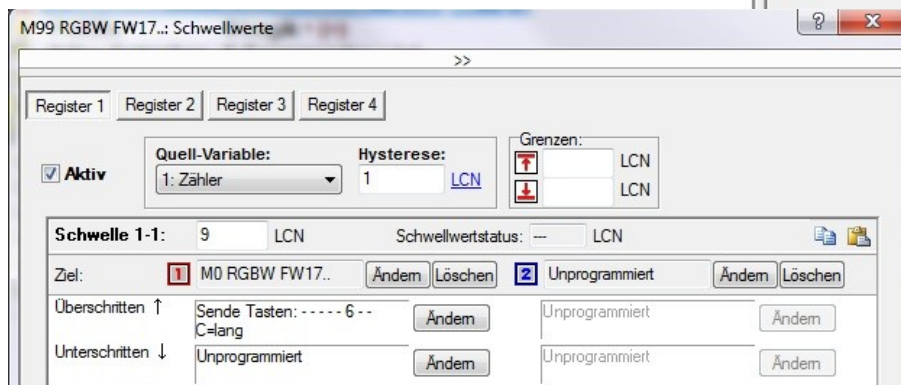 M99 RGBW FW17..: Schwellwerte
>>
Register 1 Register 2 Register 3 Register 4
Grenzen:
Aktiv Quell-Variable: Hysterese: LCN
1: Zähler 1 LCN LCN
Schwelle 1-1: 9 LCN Schwellwertstatus: --- LCN
Ziel: 1 M0 RGBW FW17.. Ändern Löschen 2 Unprogrammiert Ändern Löschen
Überschritten ↑ Sende Tasten: - - - - - 6 - - Ändern Unprogrammiert Ändern
C=lang
Unterschritten ↓ Unprogrammiert Ändern Unprogrammiert Ändern